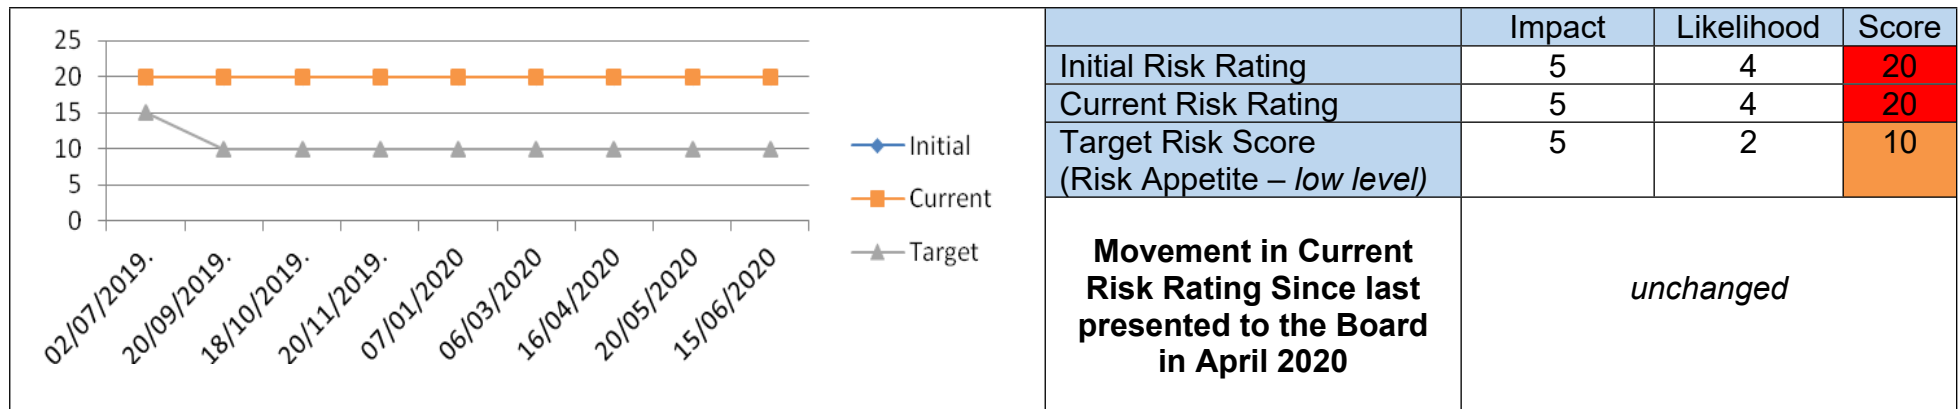 25
20
15
10
5
0
02/07/2019.
20/09/2019.
18/10/2019.
20/11/2019.
07/01/2020
06/03/2020
16/04/2020
20/05/2020
15/06/2020
Initial
Current
Target
Impact Likelihood Score
Initial Risk Rating 5 4 20
Current Risk Rating 5 4 20
Target Risk Score 5 2 10
(Risk Appetite – low level)
Movement in Current
Risk Rating Since last
presented to the Board
in April 2020
unchanged